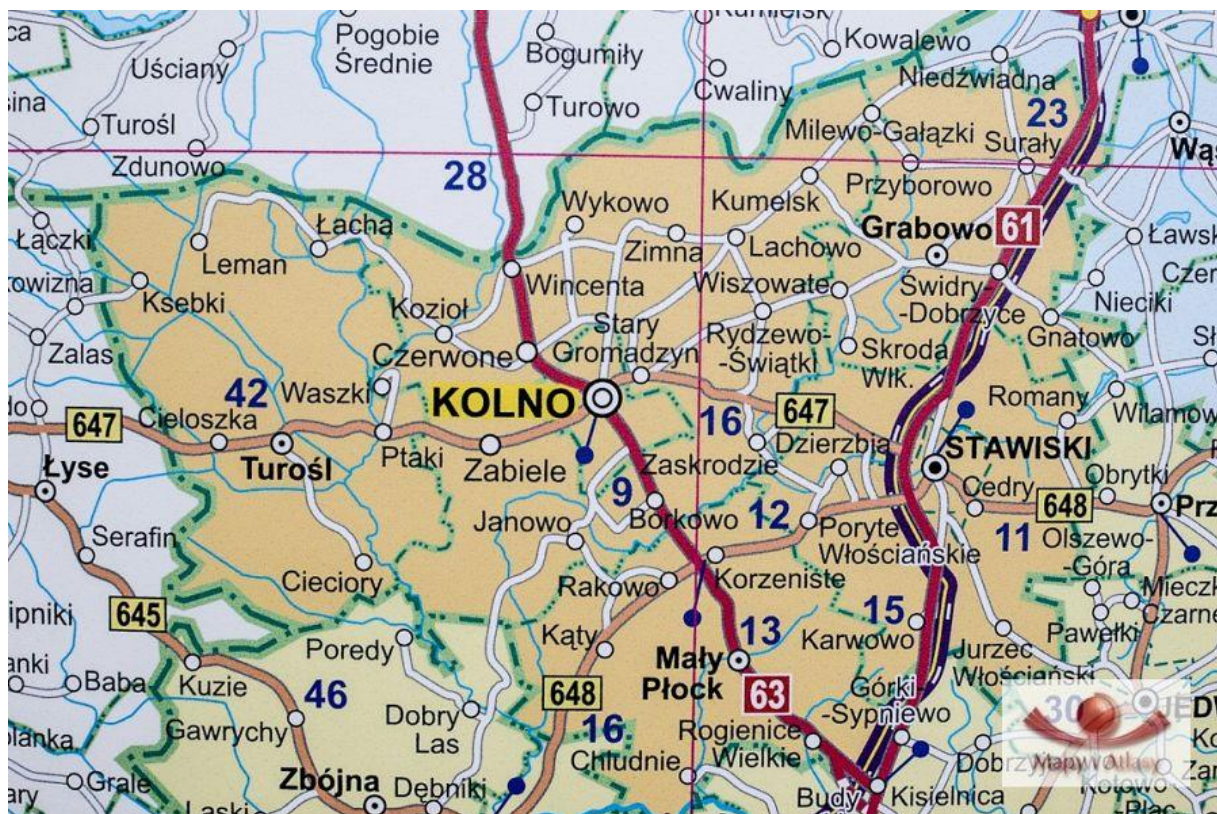 Pogobie
Średnie
Uściany
Bogumiły
Kumielsk
Kowalewo
Niedźwiadna
Cwaliny
Turowo
Turośl
Zdunowo
28
23
Milewo-Gałązki
Surały
Przyborowo
Wykowo
Kumelsk
Łączki
Łacha
Leman
Zimna
Lachowo
Grabowo
61
Ksebki
Wincenta
Wiszowate
Świdry-
-Dobrzyce
Nieciki
Kozioł
Stary
Gromadzyn
Rydzewo-
-Świątki
Gnatowo
Zalas
Czerwone
Skroda
Wlk.
42
Waszki
KOLNO
Romany
647
Cieloszka
16
647
Dzierzbia
Łyse
Turośl
Ptaki
Zabiele
Zaskrodzie
STAWISKI
Obrytki
9
Cedry
648
Janowo
Borkowo
12
Poryte
Włościańskie
11
Olszewo-
-Góra
Serafin
Cieciory
Rakowo
Korzeniste
645
Poredy
Kąty
13
15
Karwowo
Pawełki
Mały
Płock
Jurzec
Włościański
Baba
Kuzie
46
648
63
Górki-
-Sypniewo
30
Gawrychy
Dobry
Las
16
Chłudnie
Rogienice
Wielkie
Mapy i Atlasy
Grale
Zbójna
Dębniki
Budy
Kisielnica
Kotowo